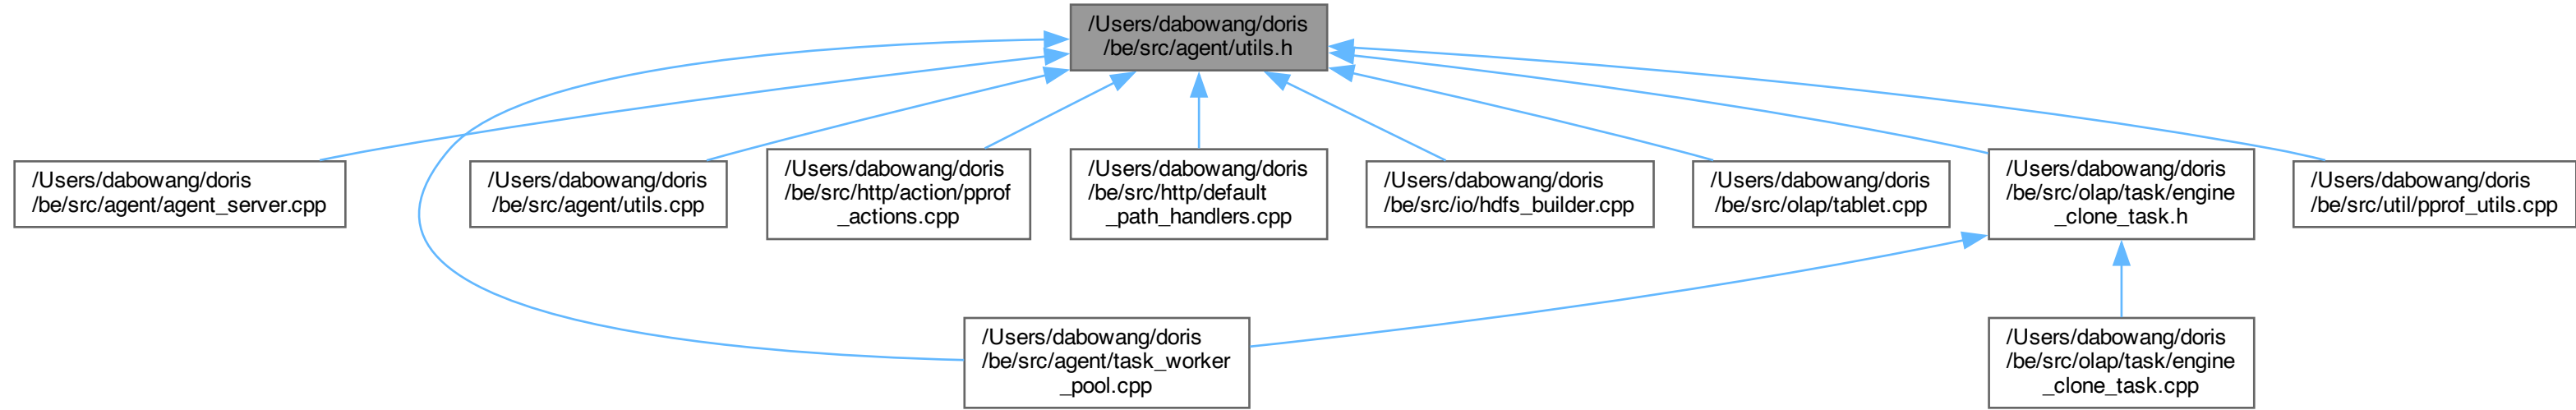 /Users/dabowang/doris
/be/src/agent/utils.h
/Users/dabowang/doris
/be/src/agent/agent_server.cpp
/Users/dabowang/doris
/be/src/agent/utils.cpp
/Users/dabowang/doris
/be/src/http/action/pprof
_actions.cpp
/Users/dabowang/doris
/be/src/http/default
_path_handlers.cpp
/Users/dabowang/doris
/be/src/io/hdfs_builder.cpp
/Users/dabowang/doris
/be/src/olap/tablet.cpp
/Users/dabowang/doris
/be/src/olap/task/engine
_clone_task.h
/Users/dabowang/doris
/be/src/util/pprof_utils.cpp
/Users/dabowang/doris
/be/src/agent/task_worker
_pool.cpp
/Users/dabowang/doris
/be/src/olap/task/engine
_clone_task.cpp